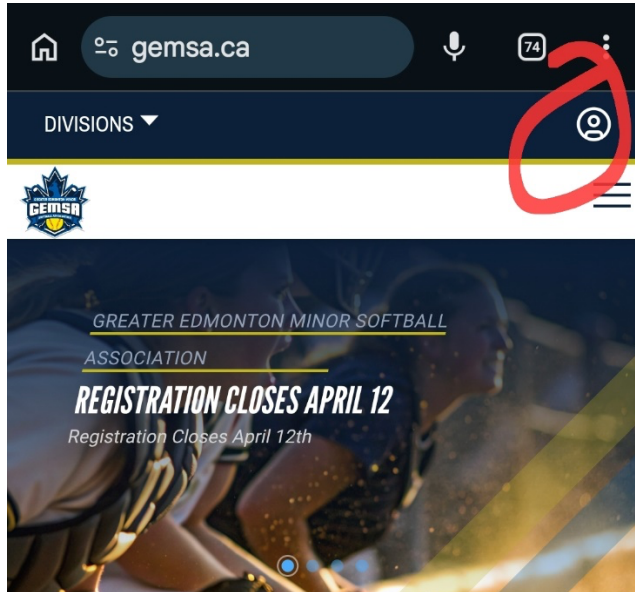 gemsa.ca
74
DIVISIONS
GEMSA
GREATER EDMONTON MINOR SOFTBALL
ASSOCIATION
REGISTRATION CLOSES APRIL 12
Registration Closes April 12th